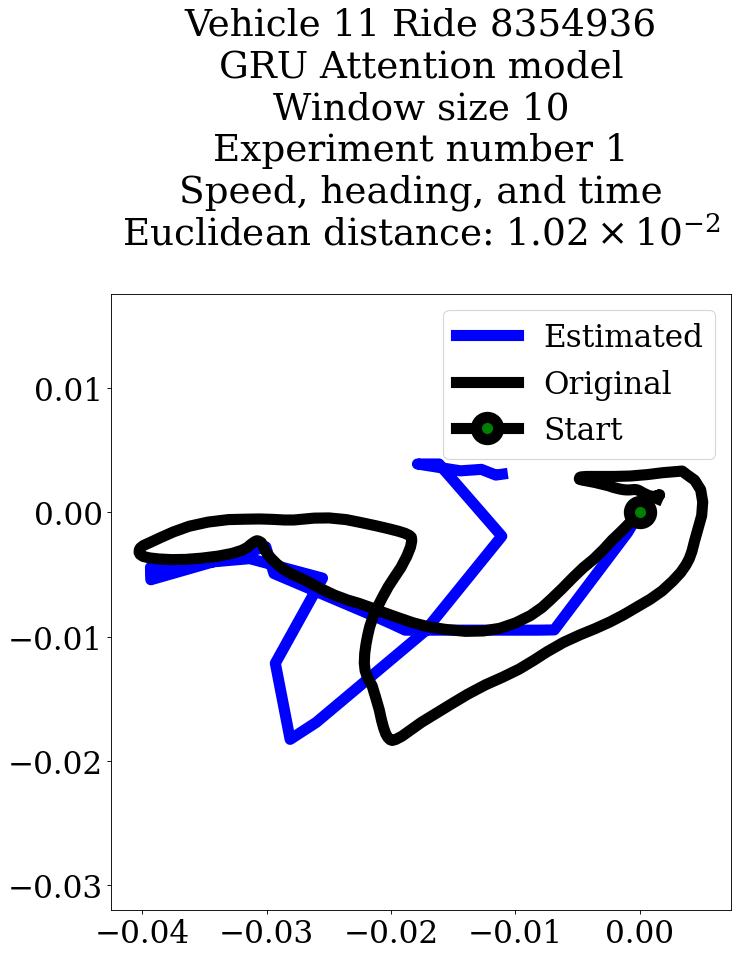 Vehicle 11 Ride 8354936
GRU Attention model
Window size 10
Experiment number 1
Speed, heading, and time
Euclidean distance: 1.02 × 10⁻²
Estimated
Original
Start
0.01
0.00
−0.01
−0.02
−0.03
−0.04 −0.03 −0.02 −0.01 0.00